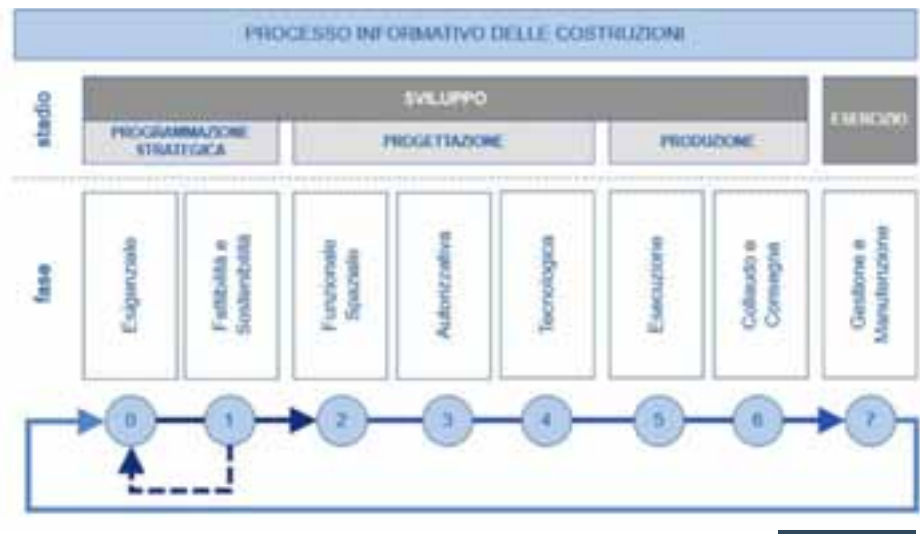 PROCESSO INFORMATIVO DELLE COSTRUZIONI
stadio
SVILUPPO
ESERCIZIO
PROGRAMMAZIONE
STRATEGICA
PROGETTAZIONE
PRODUZIONE
fase
Esigenziale
Fattibilità e
Sostenibilità
Funzionale
Spaziale
Autorizzativa
Tecnologica
Esecuzione
Collaudo e
Consegna
Gestione e
Manutenzione
0
1
2
3
4
5
6
7